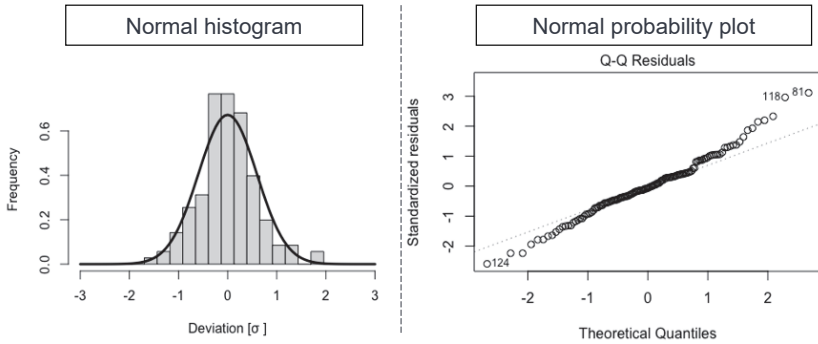 Normal histogram
Frequency
0.6
0.4
0.2
0.0
-3 -2 -1 0 1 2 3
Deviation [σ ]
Normal probability plot
Q-Q Residuals
Standardized residuals
3
2
1
0
-1
-2
118 81
124
-2 -1 0 1 2
Theoretical Quantiles